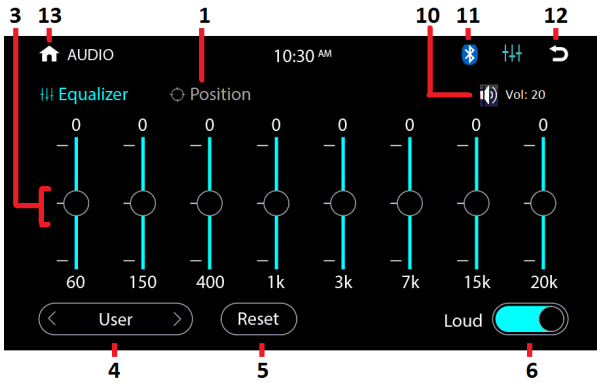 3 13 1 10 11 12
AUDIO 10:30 AM
Equalizer Position Vol: 20
0 0 0 0 0 0 0 0
60 150 400 1k 3k 7k 15k 20k
User Reset Loud
4 5 6